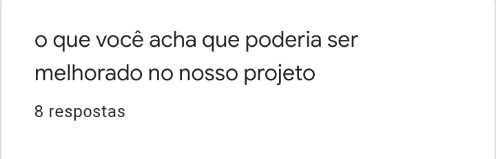 o que você acha que poderia ser
melhorado no nosso projeto
8 respostas